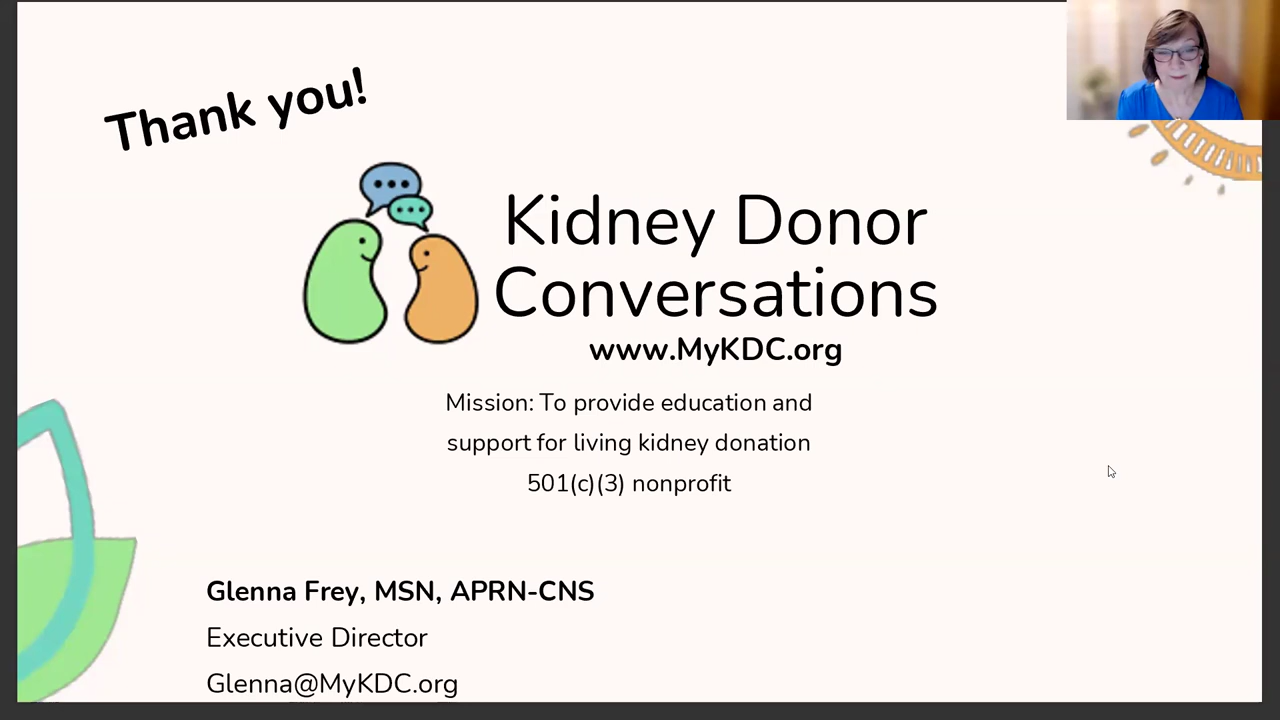 Thank you!
Kidney Donor
Conversations
www.MyKDC.org
Mission: To provide education and
support for living kidney donation
501(c)(3) nonprofit
Glenna Frey, MSN, APRN-CNS
Executive Director
Glenna@MyKDC.org